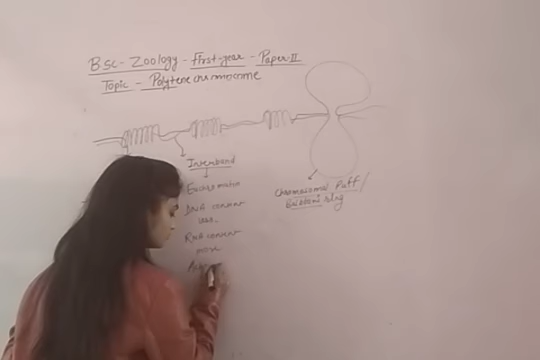 B.Sc- Zoology - First-year - Paper-II
Topic - Polytene chromosome
Interband
Euchromatin
DNA content
less.
RNA content
more
Chromosomal Puff/
Balbiani ring